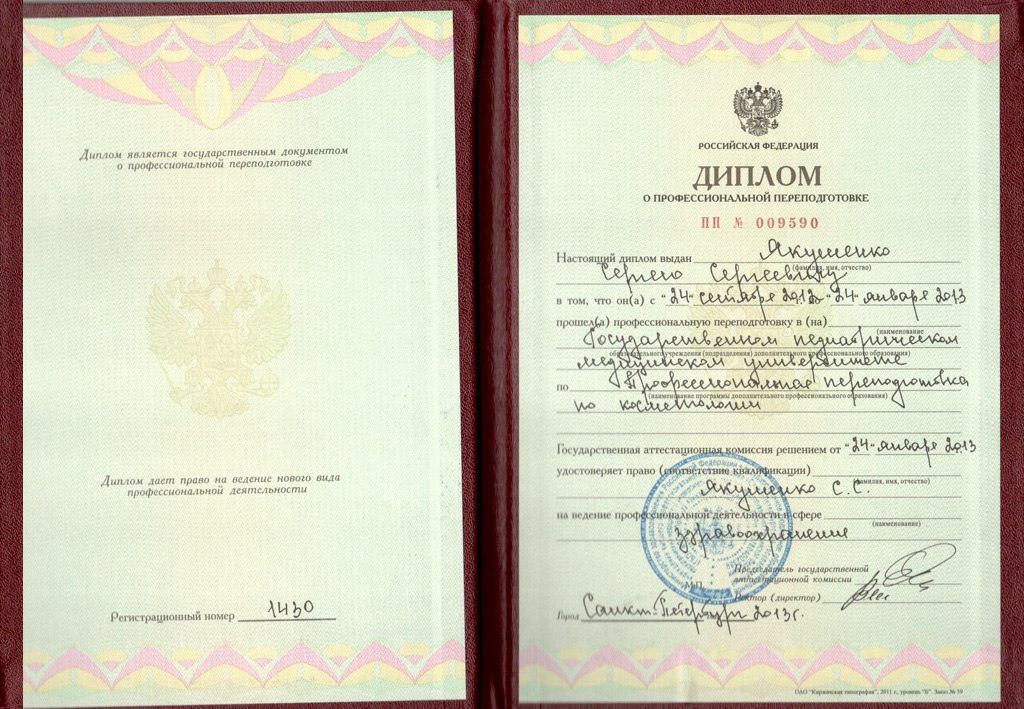 Диплом является государственным документом
о профессиональной переподготовке
Диплом дает право на ведение нового вида
профессиональной деятельности
Регистрационный номер 1430
РОССИЙСКАЯ ФЕДЕРАЦИЯ
ДИПЛОМ
О ПРОФЕССИОНАЛЬНОЙ ПЕРЕПОДГОТОВКЕ
ПП № 009590
Настоящий диплом выдан Якушенко
(фамилия, имя, отчество)
Сергею Сергеевичу
в том, что он(а) с "24" сентября 2012 "24" января 2013
прошел(а) профессиональную переподготовку в (на)
(наименование
Государственном педиатрическом
образовательного учреждения (подразделения) дополнительного профессионального образования)
медицинском университете
по Профессиональная переподготовка
(наименование программы дополнительного профессионального образования)
по косметологии
Государственная аттестационная комиссия решением от "24" января 2013
удостоверяет право (соответствие квалификации)
(фамилия, имя, отчество)
Якушенко С.С.
на ведение профессиональной деятельности в сфере
(наименование)
здравоохранение
Председатель государственной
аттестационной комиссии
М.П.
Ректор (директор)
Город Санкт-Петербург 2013г.
ОАО "Киржачская типография", 2011 г., уровень "Б". Заказ № 59